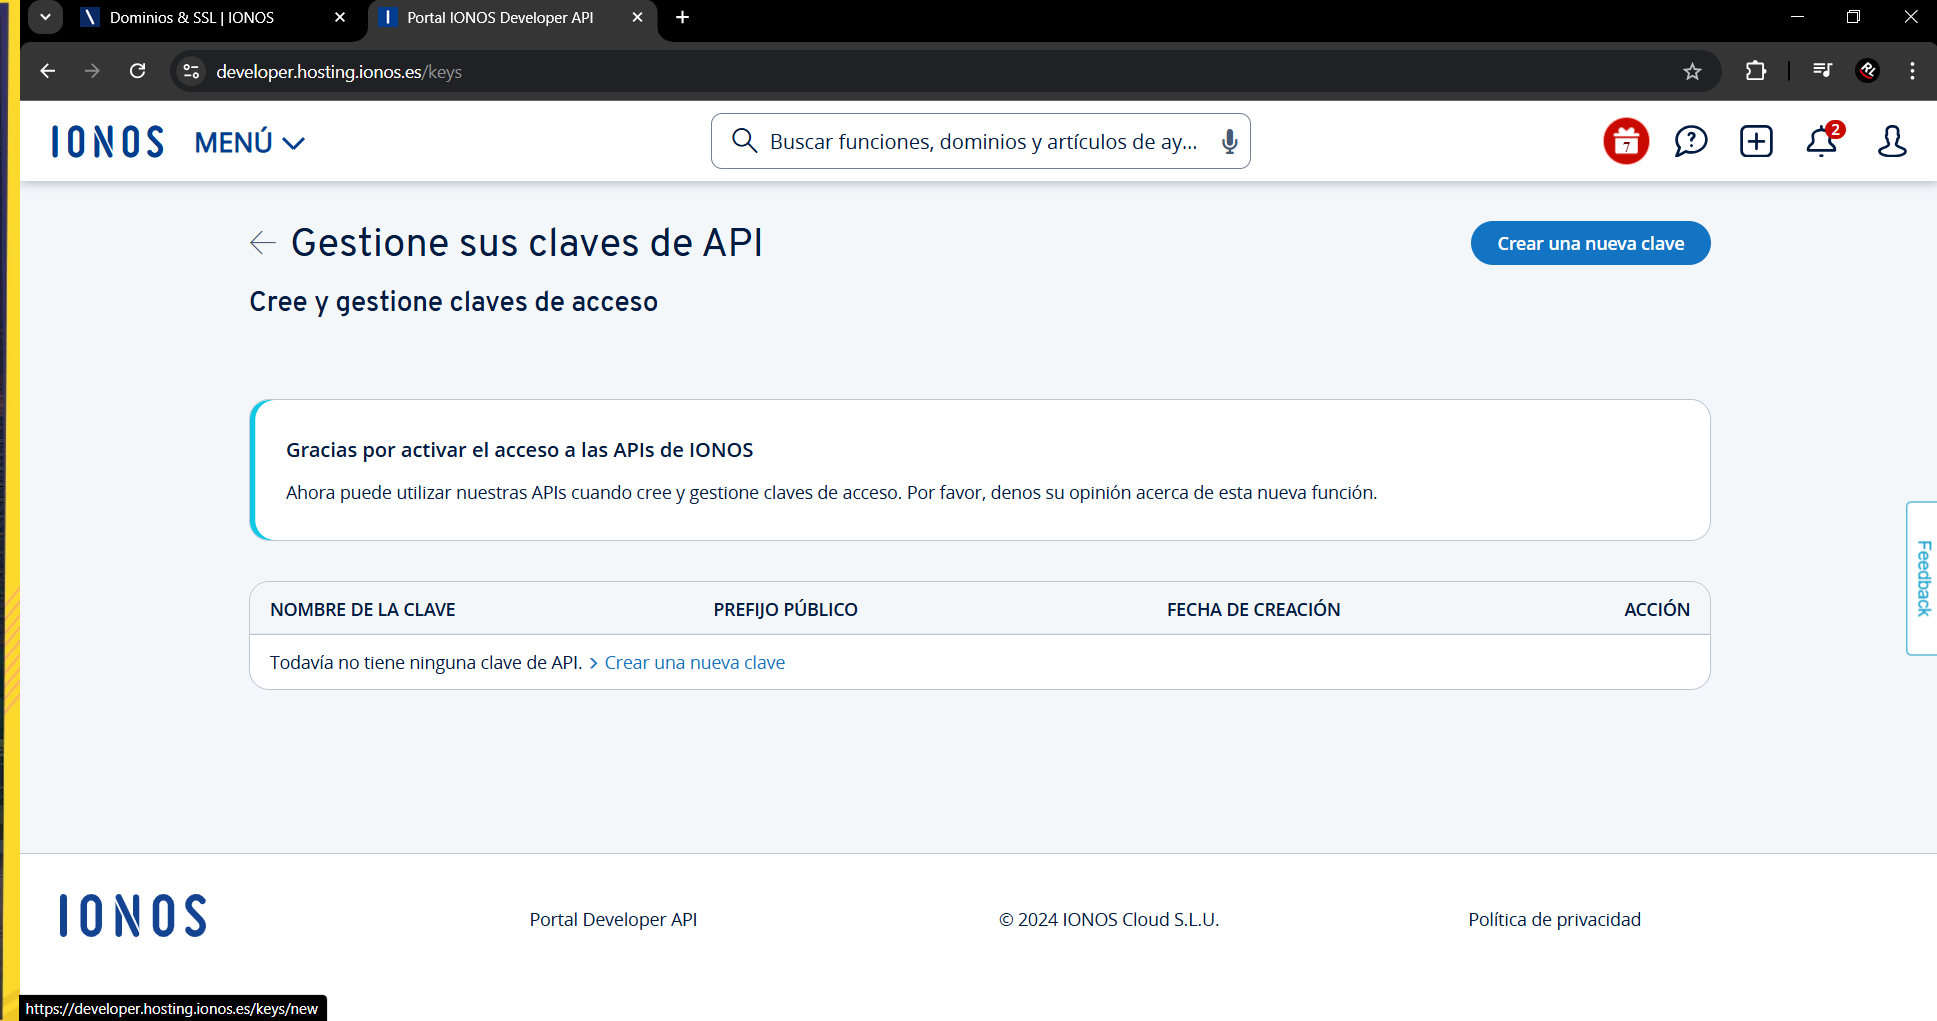 Dominios & SSL | IONOS
Portal IONOS Developer API
developer.hosting.ionos.es/keys
IONOS
MENÚ
Buscar funciones, dominios y artículos de ay...
7
2
Gestione sus claves de API
Crear una nueva clave
Cree y gestione claves de acceso
Gracias por activar el acceso a las APIs de IONOS
Ahora puede utilizar nuestras APIs cuando cree y gestione claves de acceso. Por favor, denos su opinión acerca de esta nueva función.
Feedback
NOMBRE DE LA CLAVE PREFIJO PÚBLICO FECHA DE CREACIÓN ACCIÓN
Todavía no tiene ninguna clave de API. > Crear una nueva clave
IONOS
Portal Developer API
© 2024 IONOS Cloud S.L.U.
Política de privacidad
https://developer.hosting.ionos.es/keys/new